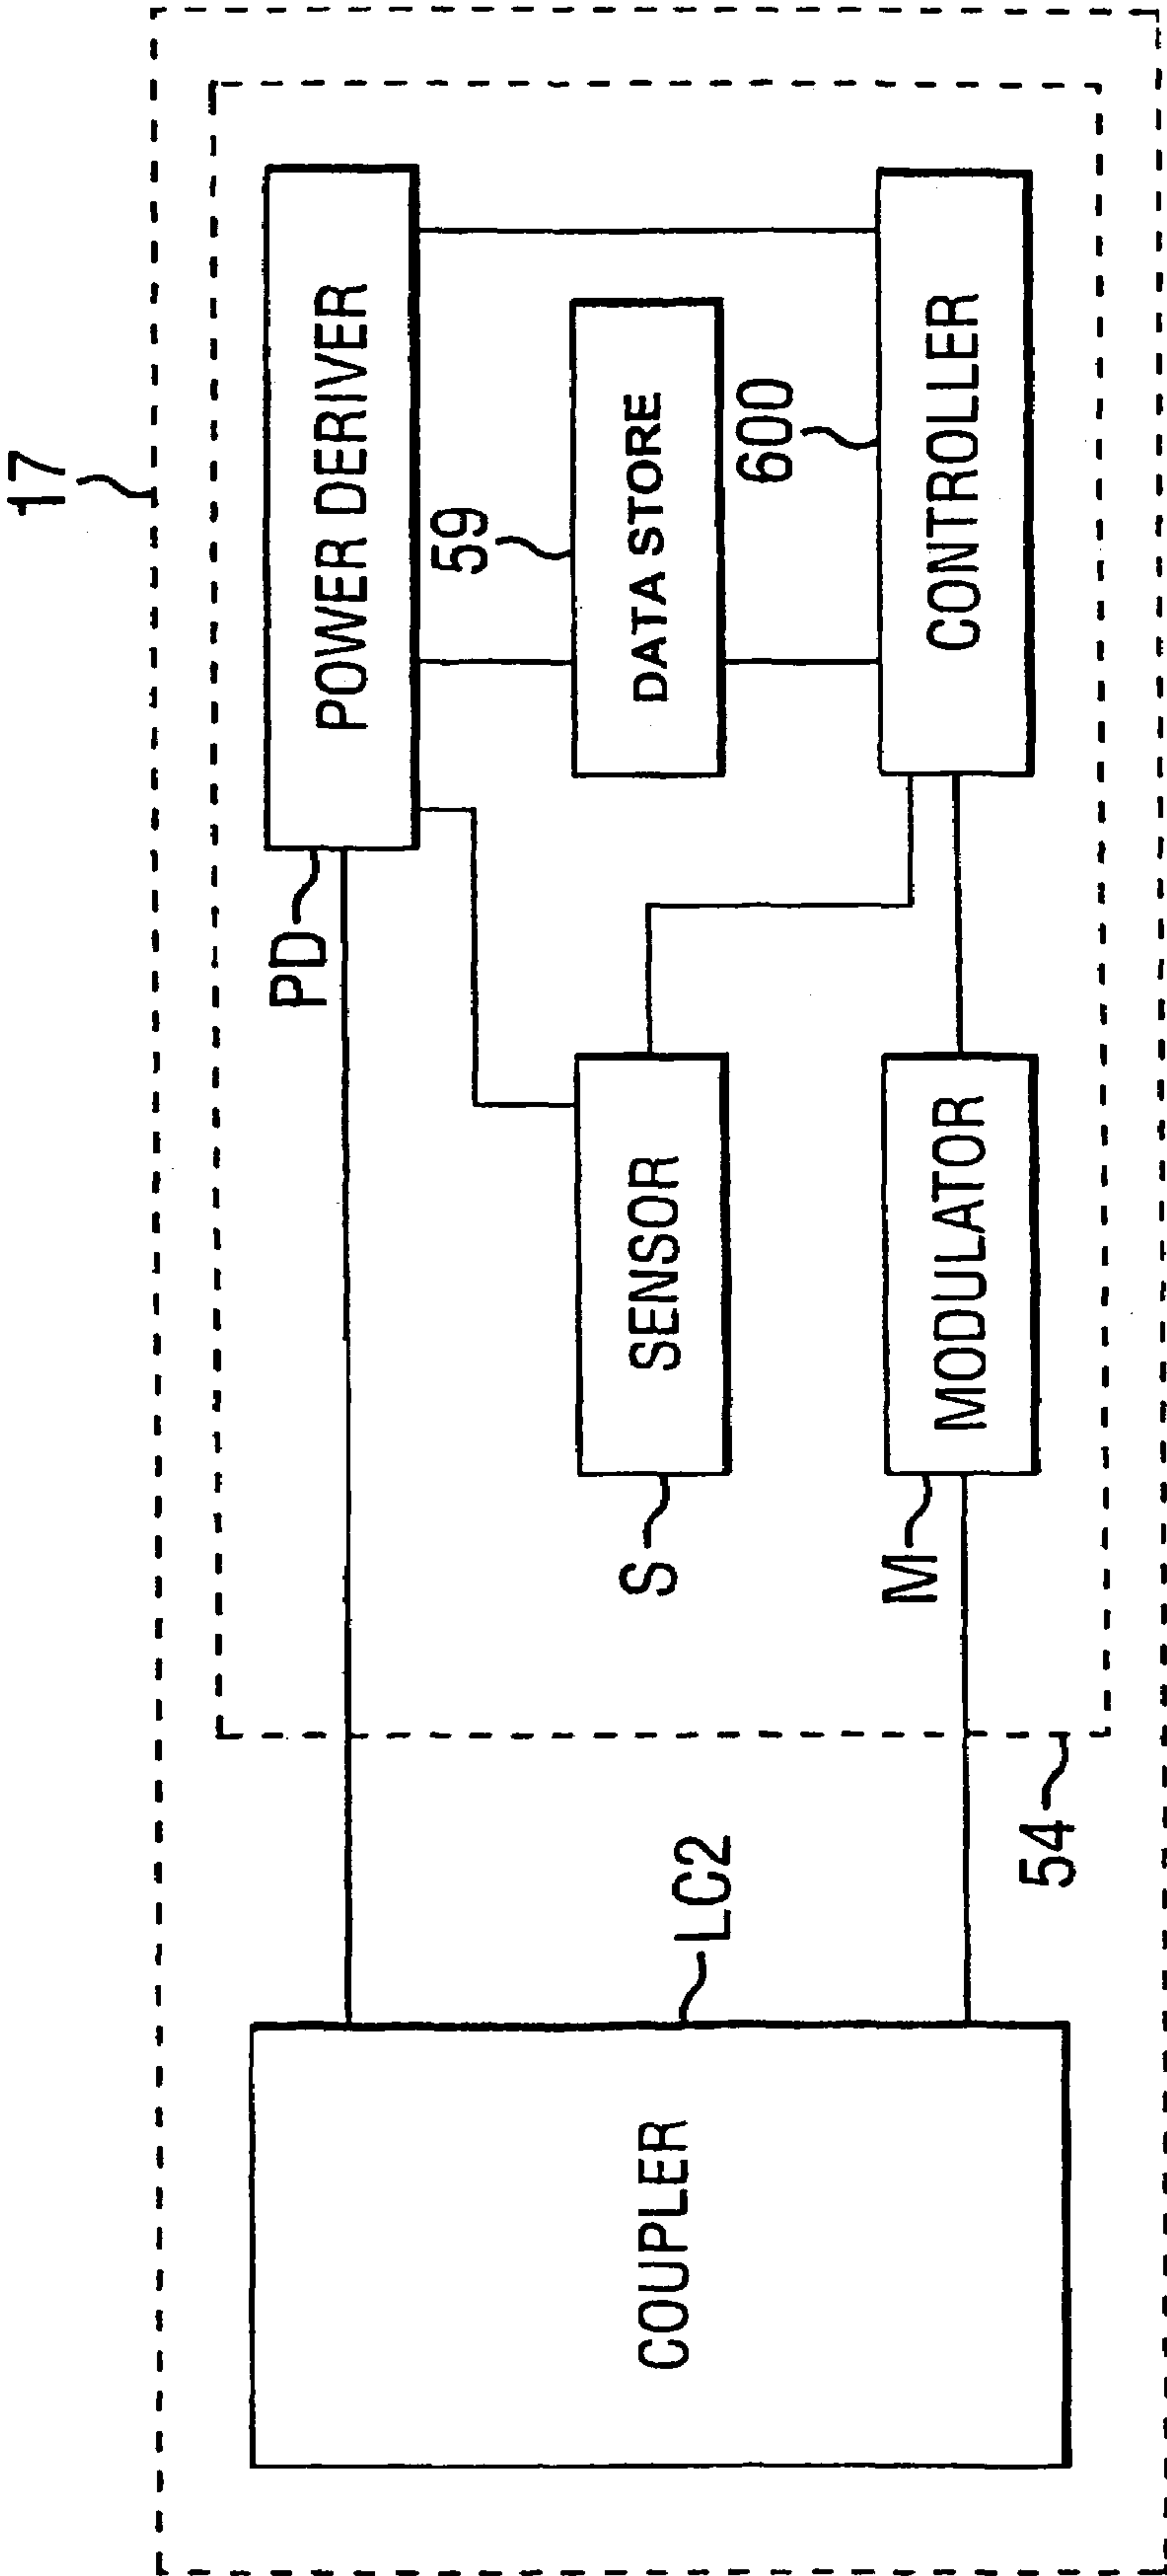 17
POWER DERIVER
PD
59
DATA STORE
600
CONTROLLER
SENSOR
S
MODULATOR
M
54
COUPLER
LC2